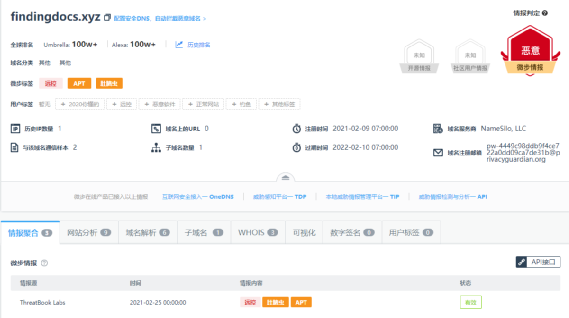 findingdocs.xyz 配置安全DNS，自动拦截恶意域名 >
情报判定
全球排名 Umbrella: 100w+ Alexa: 100w+ 历史排名
域名分类 其他 其他
微步标签 远控 APT 肚脑虫
用户标签 暂无 + 2020攻防演练 + 远控 + 恶意软件 + 正常网站 + 钓鱼 + 其他标签
未知 开源情报
未知 社区用户情报
恶意 微步情报
历史IP数量 1 域名上的URL 0 注册时间 2021-02-09 07:00:00 域名服务商 NameSilo, LLC
与该域名通信样本 2 子域名数量 1 过期时间 2022-02-10 07:00:00 域名注册邮箱 pw-4479c98ddb9f4ce7
22a0dd09ca7de31b@p
rivacyguardian.org
微步在线产品已接入以上情报 互联网安全接入 — OneDNS 威胁感知平台 — TDP 本地威胁情报管理平台 — TIP 威胁情报检测与分析 — API
情报聚合 3 网站分析 0 域名解析 6 子域名 1 WHOIS 3 可视化 数字签名 0 用户标签 0
微步情报 API接口
情报源 时间 情报内容 状态
ThreatBook Labs 2021-02-25 00:00:00 远控 肚脑虫 APT 有效